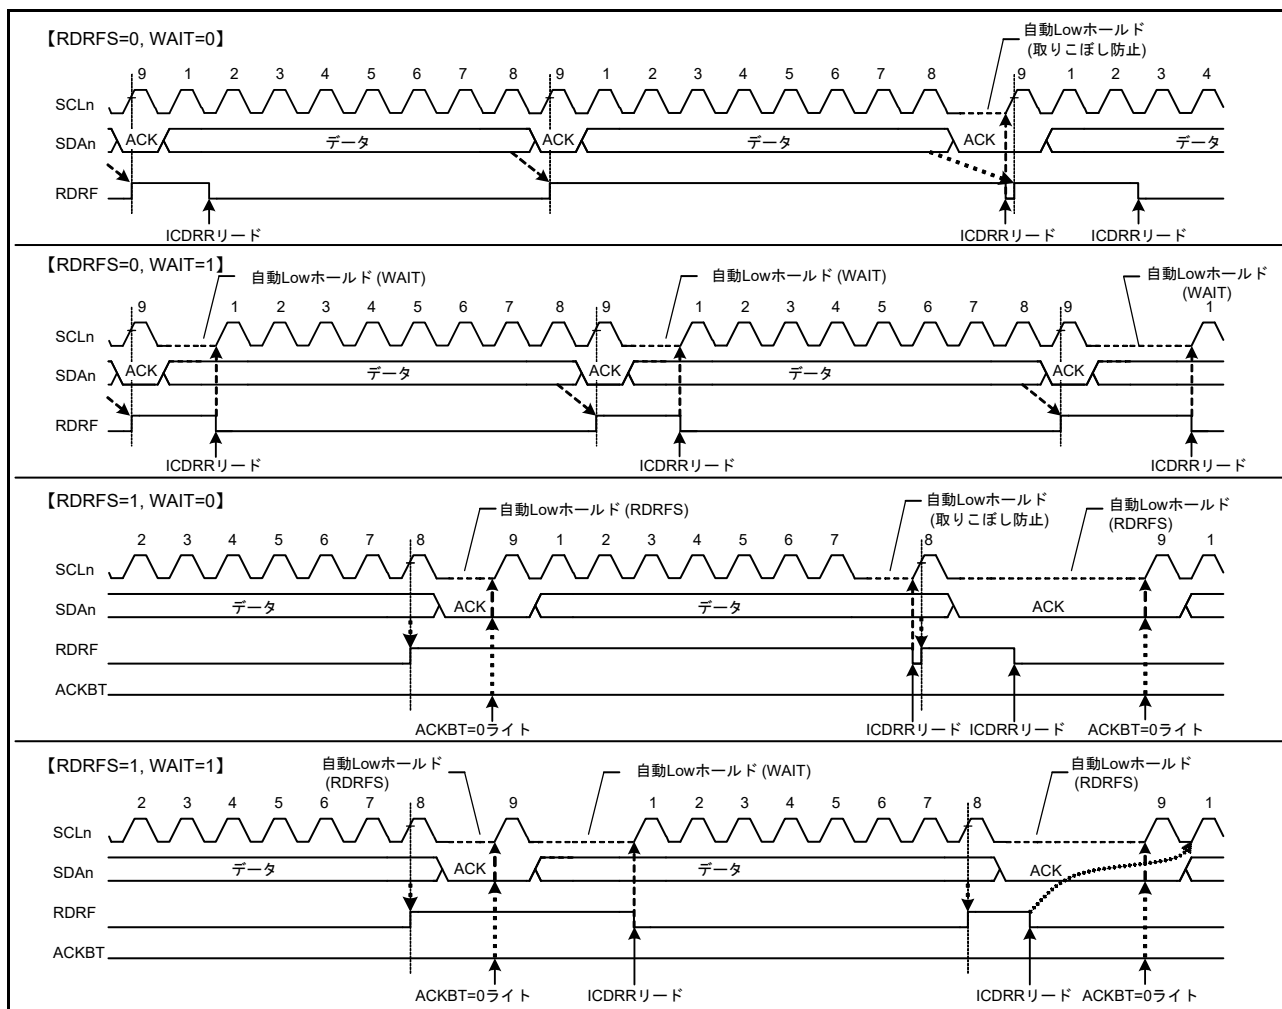 【RDRFS=0, WAIT=0】
自動Lowホールド
(取りこぼし防止)
9 1 2 3 4 5 6 7 8 9 1 2 3 4 5 6 7 8 9 1 2 3 4
SCLn
SDAn ACK データ ACK データ ACK データ
RDRF
ICDRRリード ICDRRリード ICDRRリード
【RDRFS=0, WAIT=1】
自動Lowホールド (WAIT) 自動Lowホールド (WAIT) 自動Lowホールド
(WAIT)
9 1 2 3 4 5 6 7 8 9 1 2 3 4 5 6 7 8 9 1
SCLn
SDAn ACK データ ACK データ ACK
RDRF
ICDRRリード ICDRRリード ICDRRリード
【RDRFS=1, WAIT=0】
自動Lowホールド (RDRFS) 自動Lowホールド
(取りこぼし防止)
自動Lowホールド
(RDRFS)
2 3 4 5 6 7 8 9 1 2 3 4 5 6 7 8 9 1
SCLn
SDAn データ ACK データ ACK
RDRF
ACKBT
ACKBT=0ライト ICDRRリード ICDRRリード ACKBT=0ライト
【RDRFS=1, WAIT=1】
自動Lowホールド
(RDRFS)
自動Lowホールド (WAIT)
自動Lowホールド
(RDRFS)
2 3 4 5 6 7 8 9 1 2 3 4 5 6 7 8 9 1
SCLn
SDAn データ ACK データ ACK
RDRF
ACKBT
ACKBT=0ライト ICDRRリード ICDRRリード ACKBT=0ライト